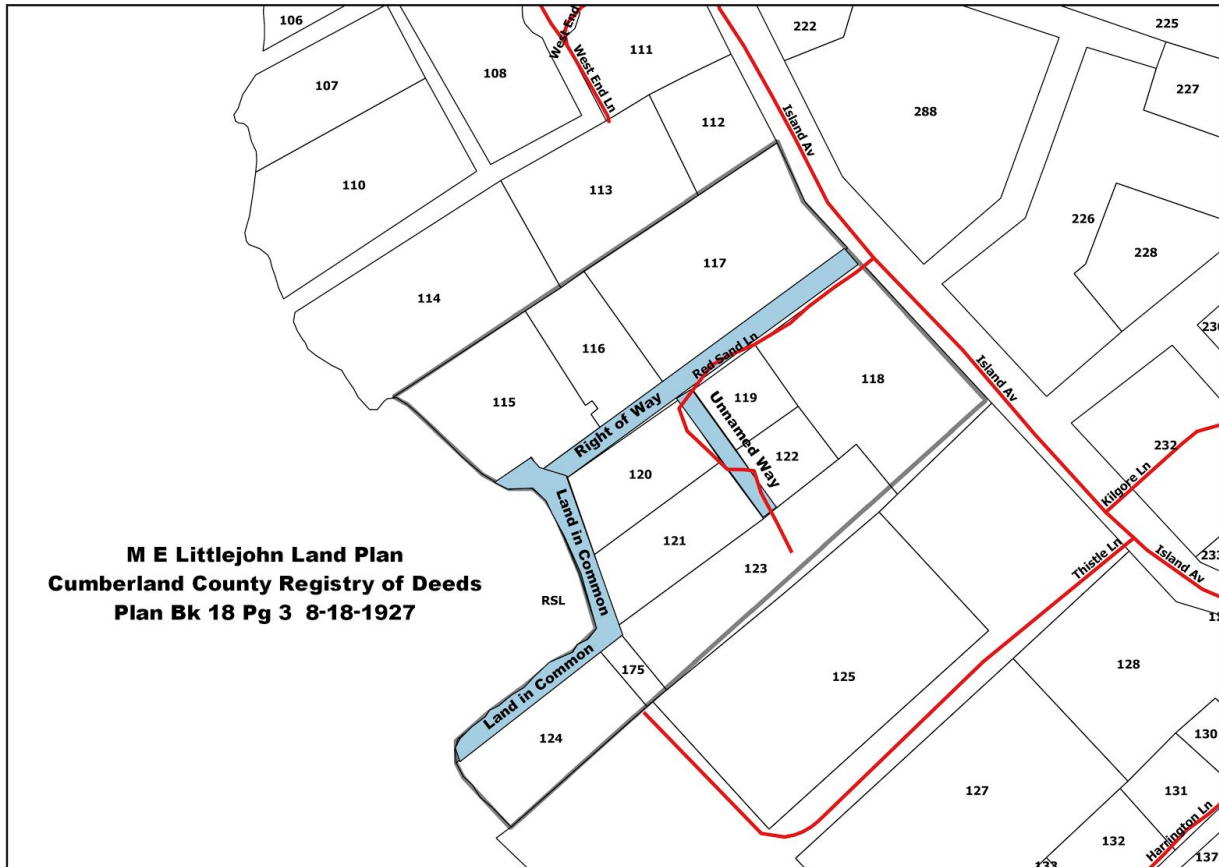 106
222
225
West End
West End Ln
111
107
108
227
Island Av
288
112
110
113
226
228
117
114
230
Island Av
116
Red Sand Ln
118
115
119
Right of Way
Unnamed Way
232
122
120
Kilgore Ln
Land in Common
121
M E Littlejohn Land Plan
Cumberland County Registry of Deeds
Plan Bk 18 Pg 3 8-18-1927
Thistle Ln
Island Av
233
123
RSL
Land in Common
175
125
128
124
130
127
131
Harrington Ln
132
137
133